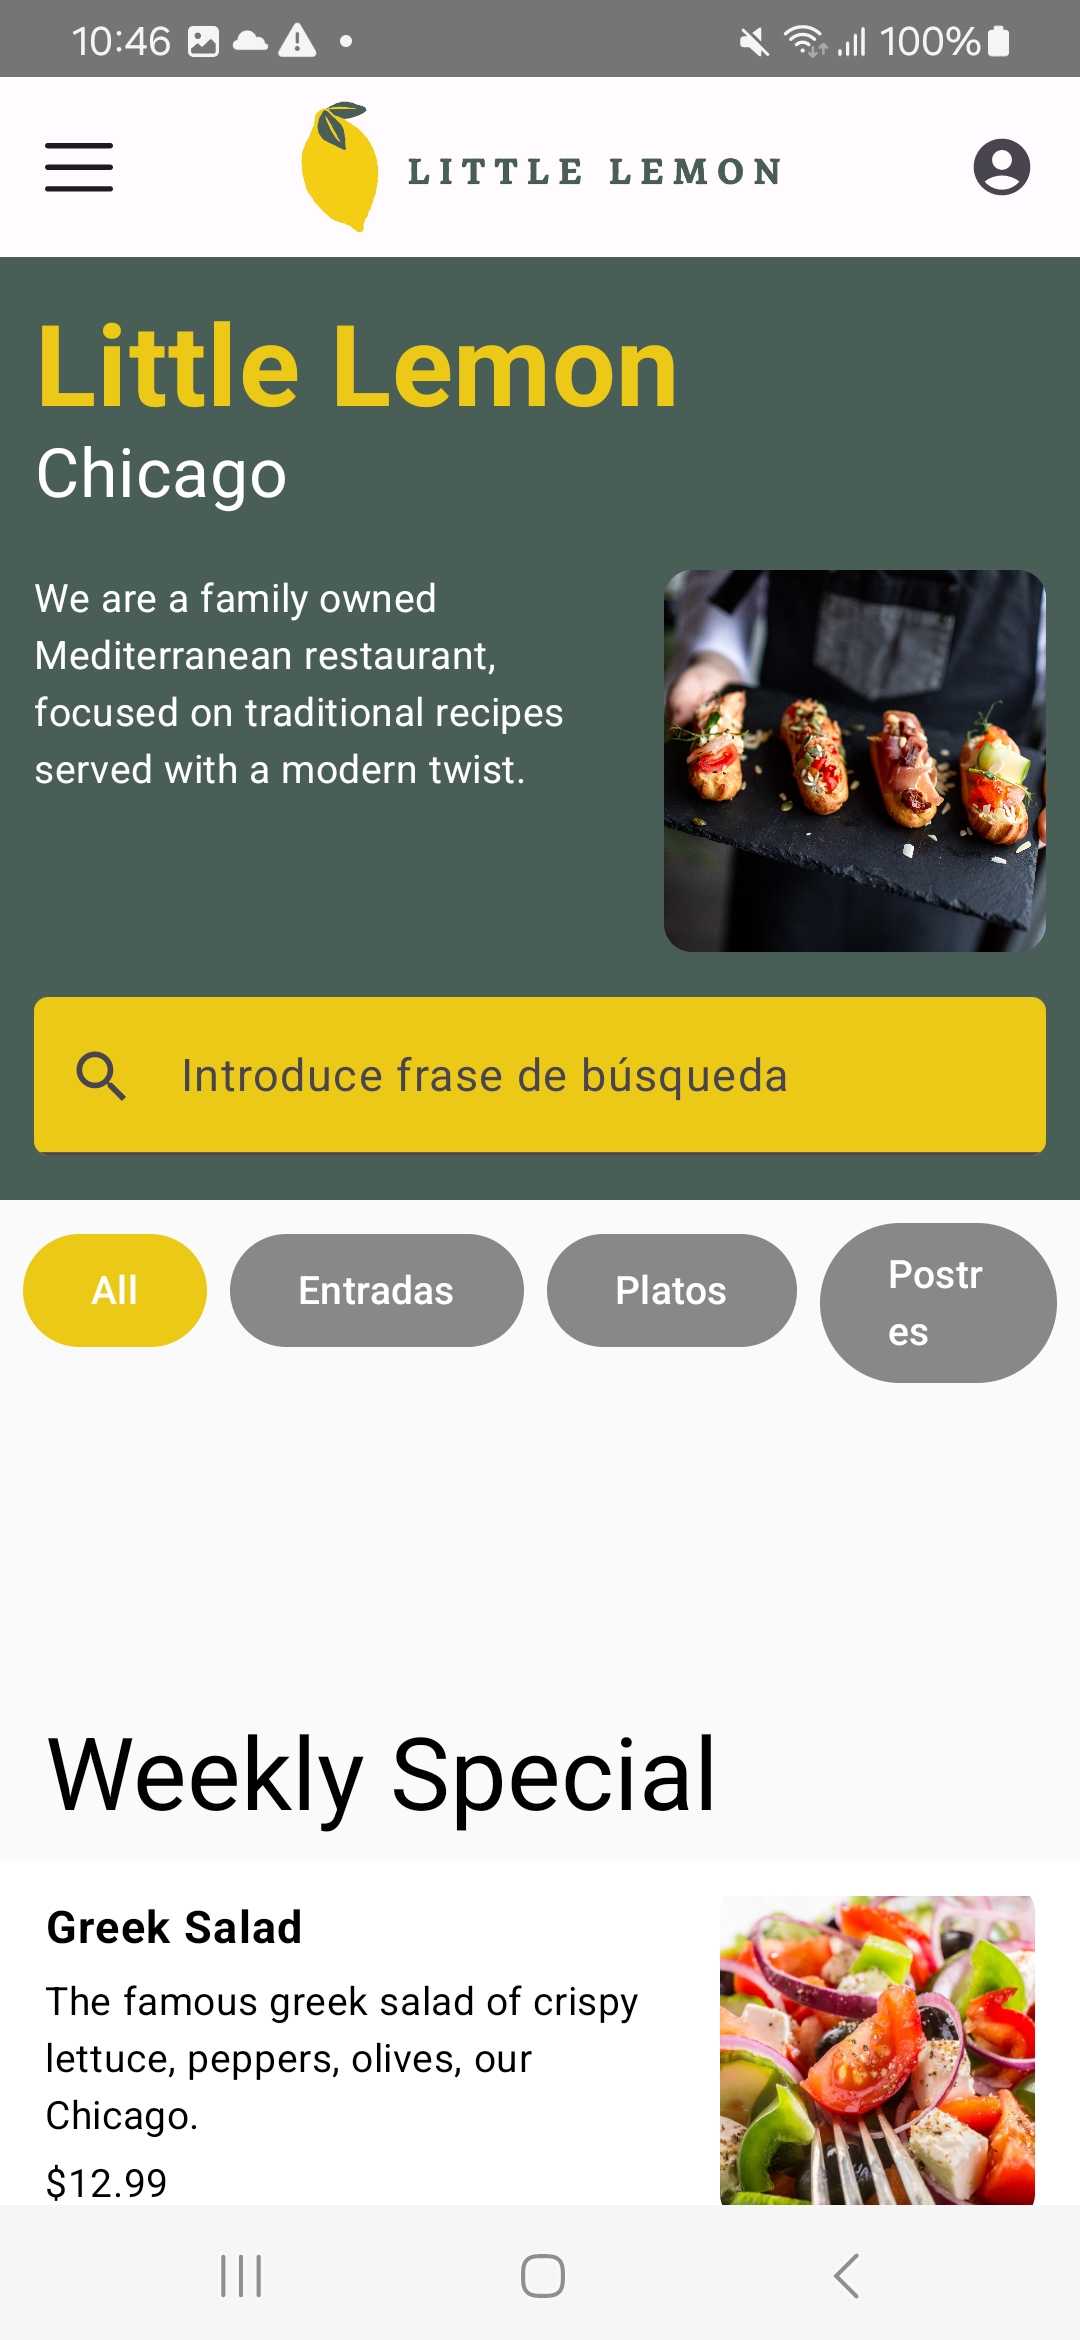 10:46 100%
LITTLE LEMON
Little Lemon
Chicago
We are a family owned
Mediterranean restaurant,
focused on traditional recipes
served with a modern twist.
Introduce frase de búsqueda
All Entradas Platos Postr
es
Weekly Special
Greek Salad
The famous greek salad of crispy
lettuce, peppers, olives, our
Chicago.
$12.99